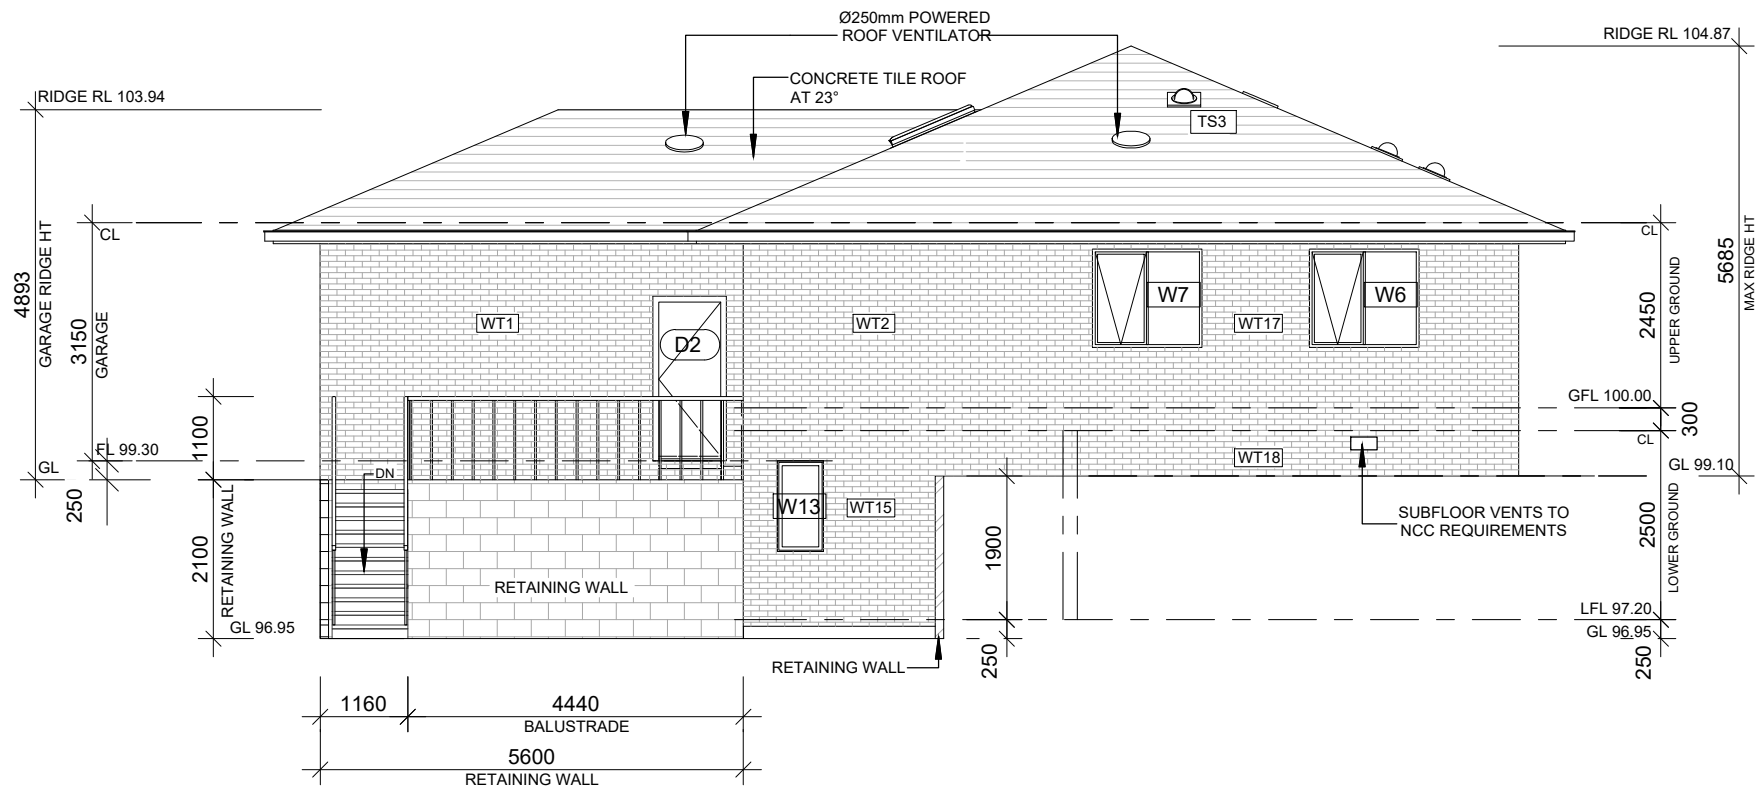 Ø250mm POWERED
ROOF VENTILATOR
RIDGE RL 104.87
CONCRETE TILE ROOF
AT 23°
RIDGE RL 103.94
TS3
CL
CL
4893
GARAGE RIDGE HT
3150
GARAGE
WT1
D2
WT2
W7
WT17
W6
2450
UPPER GROUND
5685
MAX RIDGE HT
GFL 100.00
300
CL
1100
FL 99.30
GL
250
DN
WT18
GL 99.10
W13
WT15
SUBFLOOR VENTS TO
NCC REQUIREMENTS
2100
RETAINING WALL
RETAINING WALL
1900
2500
LOWER GROUND
LFL 97.20
GL 96.95
GL 96.95
RETAINING WALL
250
250
1160
4440
BALUSTRADE
5600
RETAINING WALL